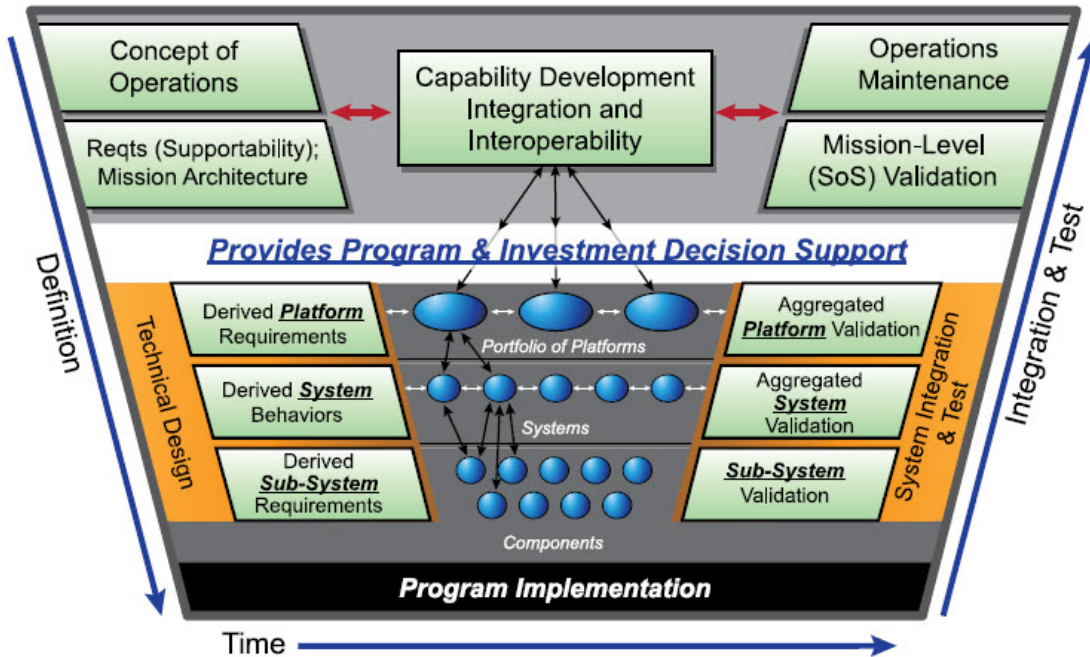 Concept of
Operations
Capability Development
Integration and
Interoperability
Operations
Maintenance
Reqts (Supportability);
Mission Architecture
Mission-Level
(SoS) Validation
Provides Program & Investment Decision Support
Definition
Integration & Test
Technical Design
Derived Platform
Requirements
Portfolio of Platforms
Aggregated
Platform Validation
Derived System
Behaviors
Systems
Aggregated
System
Validation
Derived
Sub-System
Requirements
Components
Sub-System
Validation
System Integration
& Test
Program Implementation
Time